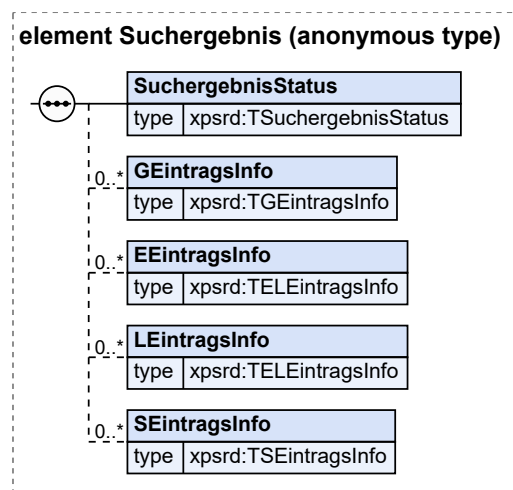 element Suchergebnis (anonymous type)
SuchergebnisStatus
type xpsrd:TSuchergebnisStatus
0..*
GEintragsInfo
type xpsrd:TGEintragsInfo
0..*
EEintragsInfo
type xpsrd:TELEintragsInfo
0..*
LEintragsInfo
type xpsrd:TELEintragsInfo
0..*
SEintragsInfo
type xpsrd:TSEintragsInfo